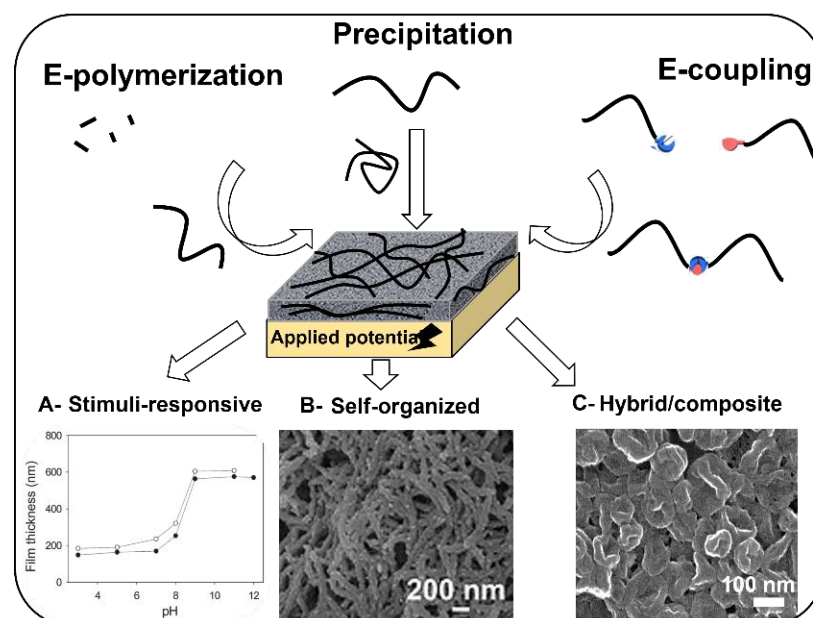 Precipitation
E-polymerization
E-coupling
Applied potential
A- Stimuli-responsive
B- Self-organized
C- Hybrid/composite
800
600
400
200
0
Film thickness (nm)
4 6 8 10 12
pH
200 nm
100 nm